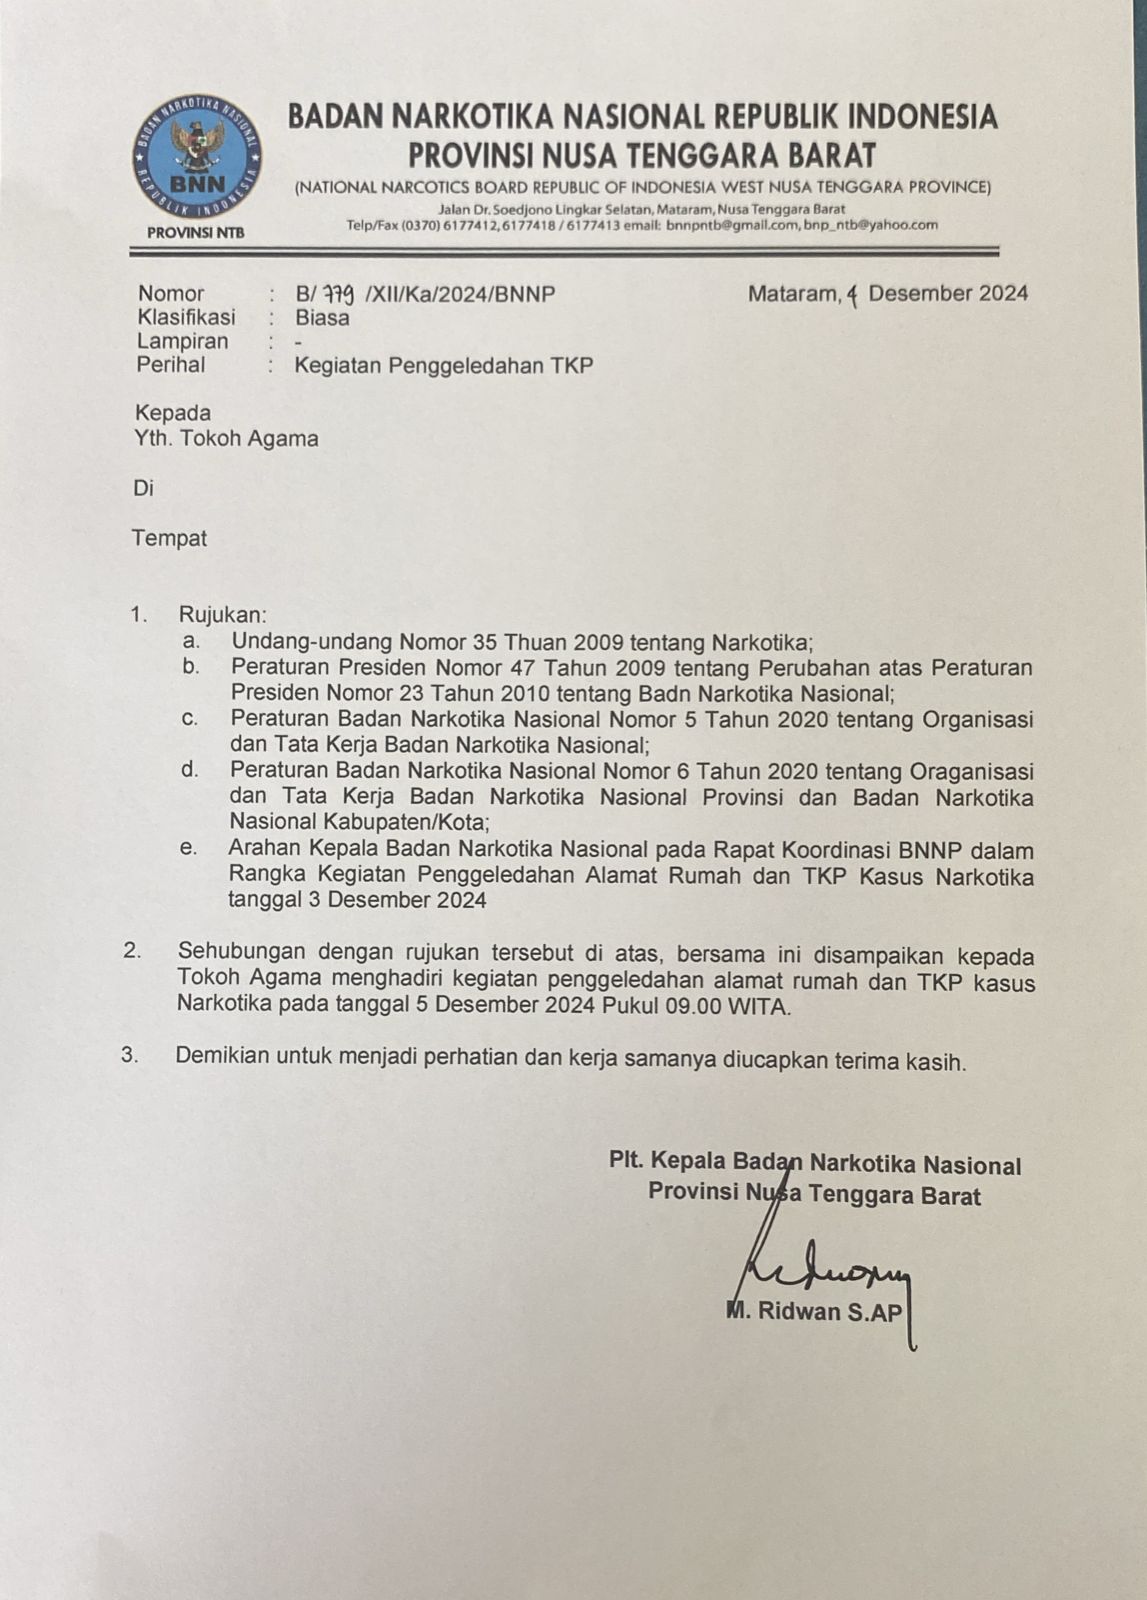 BADAN NARKOTIKA NASIONAL
REPUBLIK INDONESIA
BNN
PROVINSI NTB
BADAN NARKOTIKA NASIONAL REPUBLIK INDONESIA
PROVINSI NUSA TENGGARA BARAT
(NATIONAL NARCOTICS BOARD REPUBLIC OF INDONESIA WEST NUSA TENGGARA PROVINCE)
Jalan Dr. Soedjono Lingkar Selatan, Mataram, Nusa Tenggara Barat
Telp/Fax (0370) 6177412, 6177418 / 6177413 email: bnnpntb@gmail.com, bnp_ntb@yahoo.com
Nomor : B/ 779 /XII/Ka/2024/BNNP Mataram, 4 Desember 2024
Klasifikasi : Biasa
Lampiran : -
Perihal : Kegiatan Penggeledahan TKP
Kepada
Yth. Tokoh Agama
Di
Tempat
1. Rujukan:
a. Undang-undang Nomor 35 Thuan 2009 tentang Narkotika;
b. Peraturan Presiden Nomor 47 Tahun 2009 tentang Perubahan atas Peraturan
Presiden Nomor 23 Tahun 2010 tentang Badn Narkotika Nasional;
c. Peraturan Badan Narkotika Nasional Nomor 5 Tahun 2020 tentang Organisasi
dan Tata Kerja Badan Narkotika Nasional;
d. Peraturan Badan Narkotika Nasional Nomor 6 Tahun 2020 tentang Oraganisasi
dan Tata Kerja Badan Narkotika Nasional Provinsi dan Badan Narkotika
Nasional Kabupaten/Kota;
e. Arahan Kepala Badan Narkotika Nasional pada Rapat Koordinasi BNNP dalam
Rangka Kegiatan Penggeledahan Alamat Rumah dan TKP Kasus Narkotika
tanggal 3 Desember 2024
2. Sehubungan dengan rujukan tersebut di atas, bersama ini disampaikan kepada
Tokoh Agama menghadiri kegiatan penggeledahan alamat rumah dan TKP kasus
Narkotika pada tanggal 5 Desember 2024 Pukul 09.00 WITA.
3. Demikian untuk menjadi perhatian dan kerja samanya diucapkan terima kasih.
Plt. Kepala Badan Narkotika Nasional
Provinsi Nusa Tenggara Barat
M. Ridwan S.AP